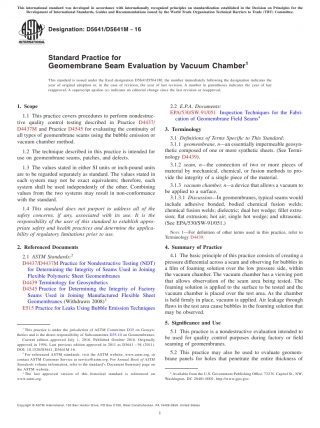 This international standard was developed in accordance with internationally recognized principles on standardization established in the Decision on Principles for the
Development of International Standards, Guides and Recommendations issued by the World Trade Organization Technical Barriers to Trade (TBT) Committee.
Designation: D5641/D5641M − 16
INTERNATIONAL
Standard Practice for
Geomembrane Seam Evaluation by Vacuum Chamber1
This standard is issued under the fixed designation D5641/D5641M; the number immediately following the designation indicates the
year of original adoption or, in the case of revision, the year of last revision. A number in parentheses indicates the year of last
reapproval. A superscript epsilon (ε) indicates an editorial change since the last revision or reapproval.
1. Scope
1.1 This practice covers procedures to perform nondestruc-
tive quality control testing described in Practice D4437/
D4437M and Practice D4545 for evaluating the continuity of
all types of geomembrane seams using the bubble emission or
vacuum chamber method.
1.2 The technique described in this practice is intended for
use on geomembrane seams, patches, and defects.
1.3 The values stated in either SI units or inch-pound units
are to be regarded separately as standard. The values stated in
each system may not be exact equivalents; therefore, each
system shall be used independently of the other. Combining
values from the two systems may result in non-conformance
with the standard.
1.4 This standard does not purport to address all of the
safety concerns, if any, associated with its use. It is the
responsibility of the user of this standard to establish appro-
priate safety and health practices and determine the applica-
bility of regulatory limitations prior to use.
2. Referenced Documents
2.1 ASTM Standards:2
D4437/D4437M Practice for Nondestructive Testing (NDT)
for Determining the Integrity of Seams Used in Joining
Flexible Polymeric Sheet Geomembranes
D4439 Terminology for Geosynthetics
D4545 Practice for Determining the Integrity of Factory
Seams Used in Joining Manufactured Flexible Sheet
Geomembranes (Withdrawn 2008)3
E515 Practice for Leaks Using Bubble Emission Techniques
1 This practice is under the jurisdiction of ASTM Committee D35 on Geosyn-
thetics and is the direct responsibility of Subcommittee D35.10 on Geomembranes.
Current edition approved July 1, 2016. Published October 2016. Originally
approved in 1994. Last previous edition approved in 2011 as D5641 – 94 (2011)
DOI: 10.1520/D5641_D5641M-16.
2 For referenced ASTM standards, visit the ASTM website, www.astm.org, or
contact ASTM Customer Service at service@astm.org. For Annual Book of ASTM
Standards volume information, refer to the standard's Document Summary page on
the ASTM website.
3 The last approved version of this historical standard is referenced on
www.astm.org.
2.2 E.P.A. Documents:
EPA/530/SW-91/051 Inspection Techniques for the Fabri-
cation of Geomembrane Field Seams4
3. Terminology
3.1 Definitions of Terms Specific to This Standard:
3.1.1 geomembrane, n—an essentially impermeable geosyn-
thetic composed of one or more synthetic sheets. (See Termi-
nology D4439).
3.1.2 seam, n—the connection of two or more pieces of
material by mechanical, chemical, or fusion methods to pro-
vide the integrity of a single piece of the material.
3.1.3 vacuum chamber, n—a device that allows a vacuum to
be applied to a surface.
3.1.3.1 Discussion—In geomembranes, typical seams would
include adhesive bonded, bodied chemical fusion welds;
chemical fusion welds; dielectric; dual hot wedge; fillet extru-
sion; flat extrusion; hot air; single hot wedge; and ultrasonic.
(See EPA/530/SW-91/051).
NOTE 1—For definition of other terms used in this practice, refer to
Terminology D4439.
4. Summary of Practice
4.1 The basic principle of this practice consists of creating a
pressure differential across a seam and observing for bubbles in
a film of foaming solution over the low pressure side, within
the vacuum chamber. The vacuum chamber has a viewing port
that allows observation of the seam area being tested. The
foaming solution is applied to the surface to be tested and the
vacuum chamber is placed over the test area. As the chamber
is held firmly in place, vacuum is applied. Air leakage through
flaws in the test area cause bubbles in the foaming solution that
may be observed.
5. Significance and Use
5.1 This practice is a nondestructive evaluation intended to
be used for quality control purposes during factory or field
seaming of geomembranes.
5.2 This practice may also be used to evaluate geomem-
brane panels for holes that penetrate the entire thickness of
4 Available from the U.S. Government Publishing Office, 732 N. Capitol St., NW,
Washington, DC 20401-0001, http://www.gpo.gov.
Copyright © ASTM International, 100 Barr Harbor Drive, PO Box C700, West Conshohocken, PA 19428-2959. United States
1